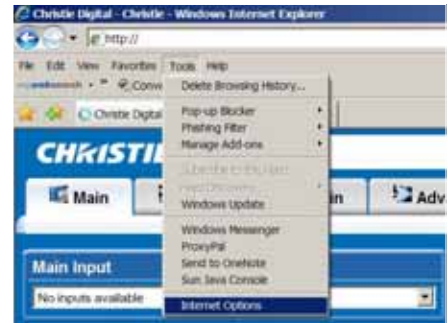 Christie Digital - Christie - Windows Internet Explorer
http://
File Edit View Favorites Tools Help
Delete Browsing History...
Christie Digital
Pop-up Blocker
Phishing Filter
Manage Add-ons
Windows Update
CHRISTIE
Main
in
Adv
Windows Messenger
ProxyPal
Send to OneNote
Sun Java Console
Internet Options
Main Input
No inputs available